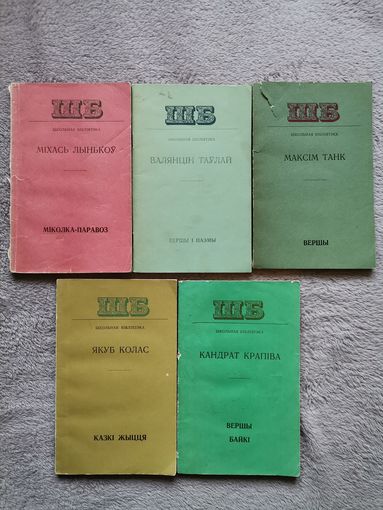 ШБ
ШКОЛЬНАЯ БІБЛІЯТЭКА
МІХАСЬ ЛЫНЬКОЎ
МІКОЛКА-ПАРАВОЗ
ШБ
ШКОЛЬНАЯ БІБЛІЯТЭКА
ВАЛЯНЦІН ТАЎЛАЙ
ВЕРШЫ І ПАЭМЫ
ШБ
ШКОЛЬНАЯ БІБЛІЯТЭКА
МАКСІМ ТАНК
ВЕРШЫ
ШБ
ШКОЛЬНАЯ БІБЛІЯТЭКА
ЯКУБ КОЛАС
КАЗКІ ЖЫЦЦЯ
ШБ
ШКОЛЬНАЯ БІБЛІЯТЭКА
КАНДРАТ КРАПІВА
ВЕРШЫ
БАЙКІ